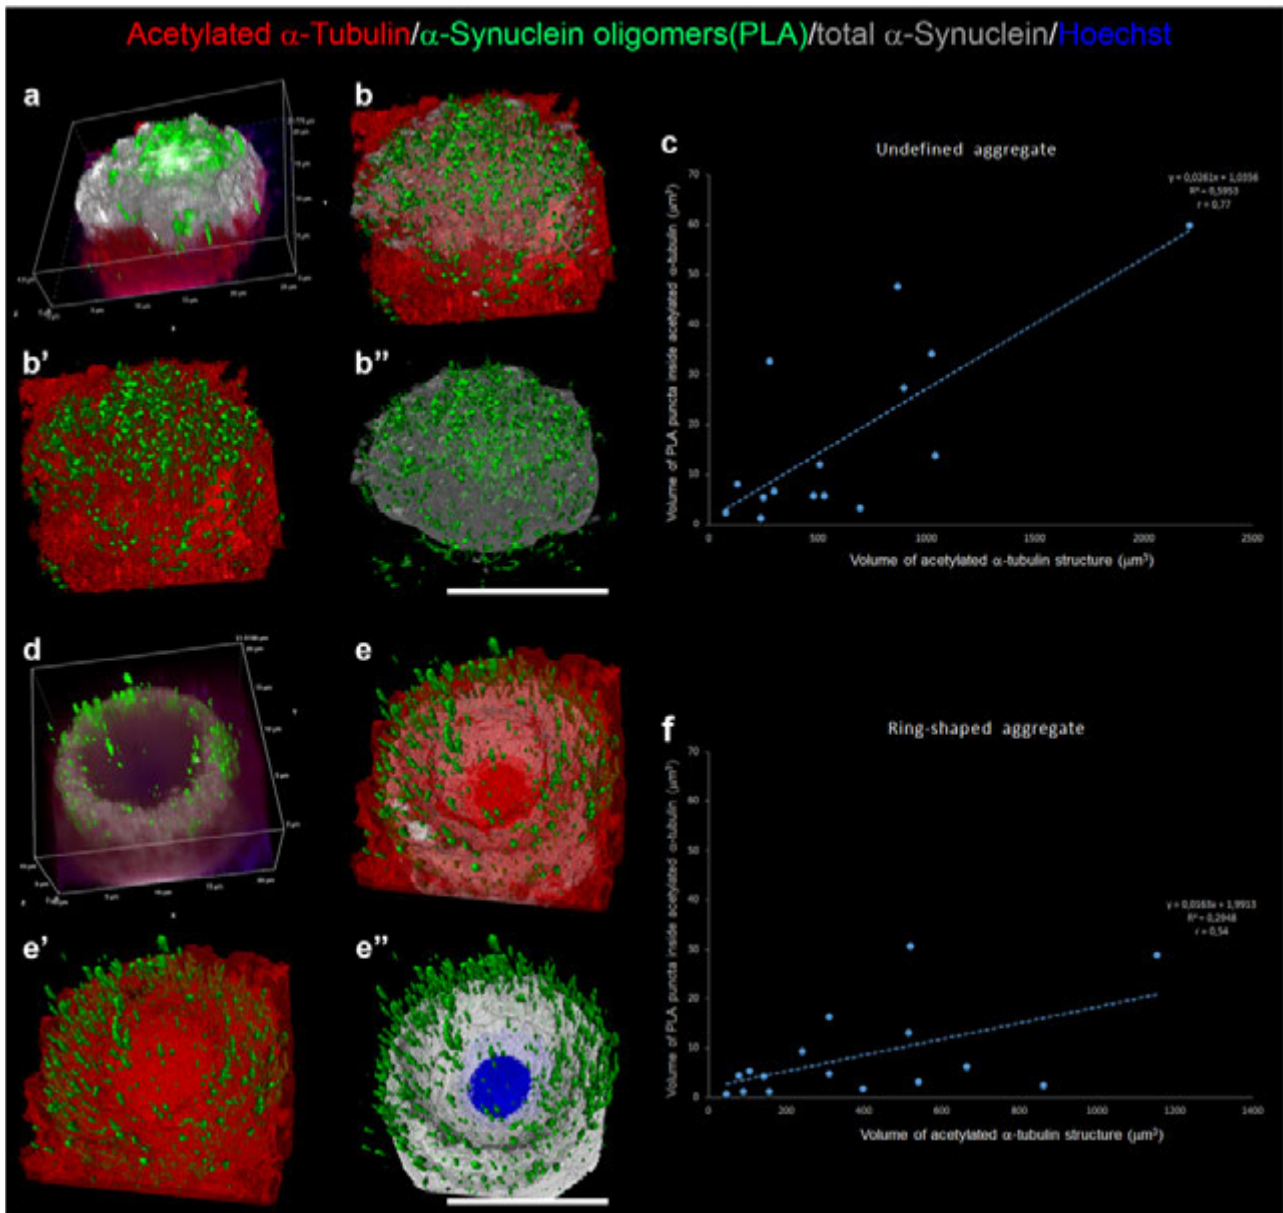 Acetylated α-Tubulin/α-Synuclein oligomers(PLA)/total α-Synuclein/Hoechst
a
b
b'
b''
c
Undefined aggregate
y = 0,0261x + 1,0336
R² = 0,5953
r = 0,77
Volume of PLA puncta inside acetylated α-tubulin (μm³)
70
60
50
40
30
20
10
0
0 500 1000 1500 2000 2500
Volume of acetylated α-tubulin structure (μm³)
d
e
e'
e''
f
Ring-shaped aggregate
y = 0,0163x + 1,9913
R² = 0,2948
r = 0,54
Volume of PLA puncta inside acetylated α-tubulin (μm³)
70
60
50
40
30
20
10
0
0 200 400 600 800 1000 1200 1400
Volume of acetylated α-tubulin structure (μm³)